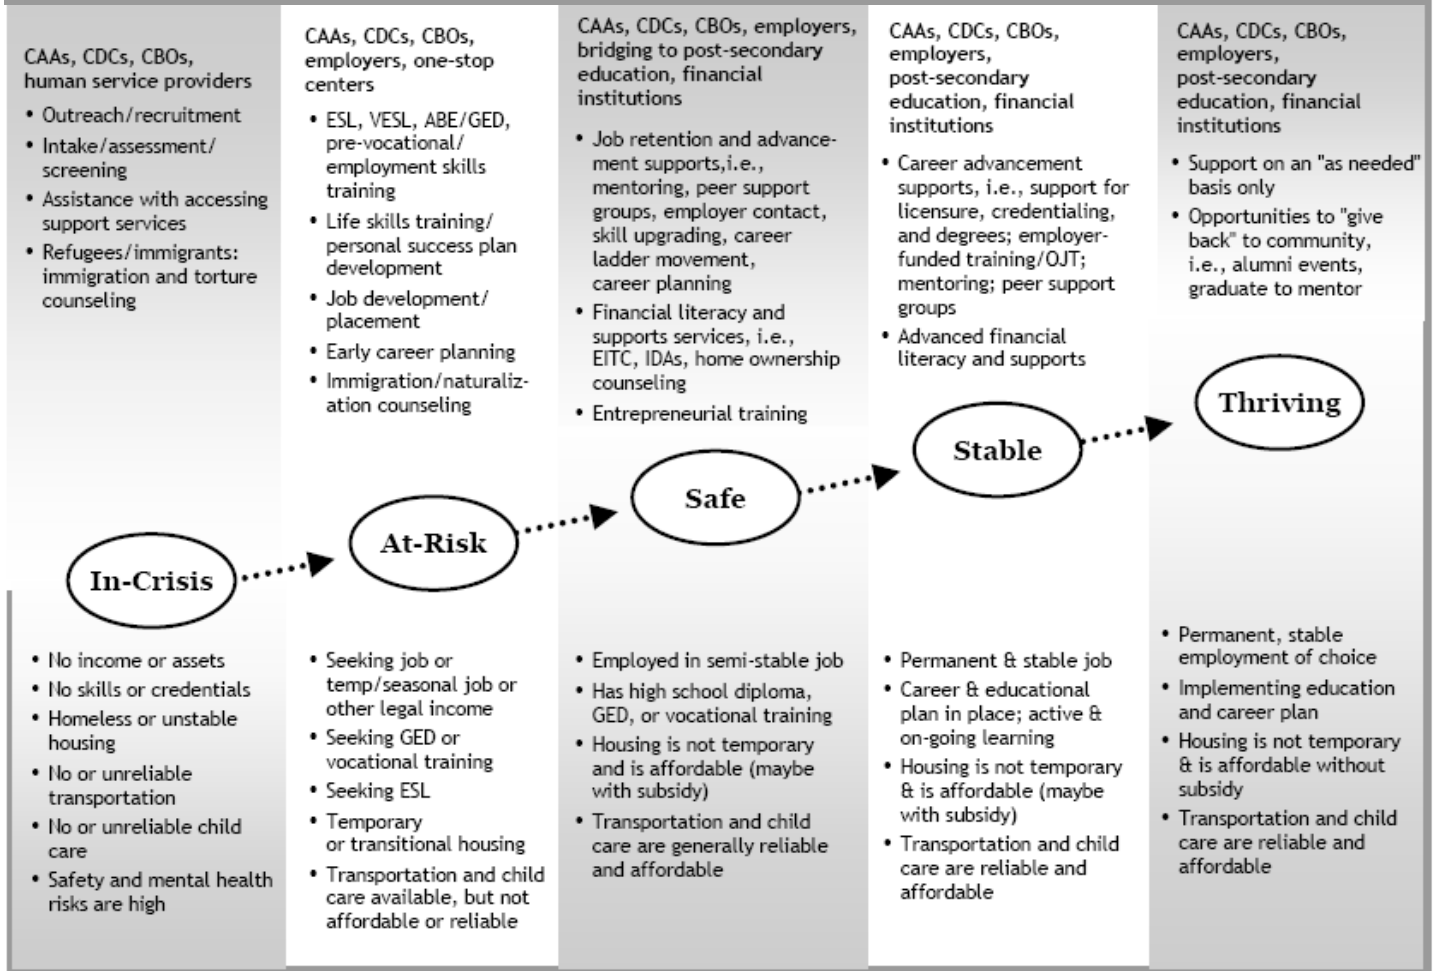 CAAs, CDCs, CBOs,
human service providers
• Outreach/recruitment
• Intake/assessment/
screening
• Assistance with accessing
support services
• Refugees/immigrants:
immigration and torture
counseling
CAAs, CDCs, CBOs,
employers, one-stop
centers
• ESL, VESL, ABE/GED,
pre-vocational/
employment skills
training
• Life skills training/
personal success plan
development
• Job development/
placement
• Early career planning
• Immigration/naturaliz-
ation counseling
CAAs, CDCs, CBOs, employers,
bridging to post-secondary
education, financial
institutions
• Job retention and advance-
ment supports,i.e.,
mentoring, peer support
groups, employer contact,
skill upgrading, career
ladder movement,
career planning
• Financial literacy and
supports services, i.e.,
EITC, IDAs, home ownership
counseling
• Entrepreneurial training
CAAs, CDCs, CBOs,
employers,
post-secondary
education, financial
institutions
• Career advancement
supports, i.e., support for
licensure, credentialing,
and degrees; employer-
funded training/OJT;
mentoring; peer support
groups
• Advanced financial
literacy and supports
CAAs, CDCs, CBOs,
employers,
post-secondary
education, financial
institutions
• Support on an "as needed"
basis only
• Opportunities to "give
back" to community,
i.e., alumni events,
graduate to mentor
In-Crisis
At-Risk
Safe
Stable
Thriving
• No income or assets
• No skills or credentials
• Homeless or unstable
housing
• No or unreliable
transportation
• No or unreliable child
care
• Safety and mental health
risks are high
• Seeking job or
temp/seasonal job or
other legal income
• Seeking GED or
vocational training
• Seeking ESL
• Temporary
or transitional housing
• Transportation and child
care available, but not
affordable or reliable
• Employed in semi-stable job
• Has high school diploma,
GED, or vocational training
• Housing is not temporary
and is affordable (maybe
with subsidy)
• Transportation and child
care are generally reliable
and affordable
• Permanent & stable job
• Career & educational
plan in place; active &
on-going learning
• Housing is not temporary
& is affordable (maybe
with subsidy)
• Transportation and child
care are reliable and
affordable
• Permanent, stable
employment of choice
• Implementing education
and career plan
• Housing is not temporary
& is affordable without
subsidy
• Transportation and child
care are reliable and
affordable